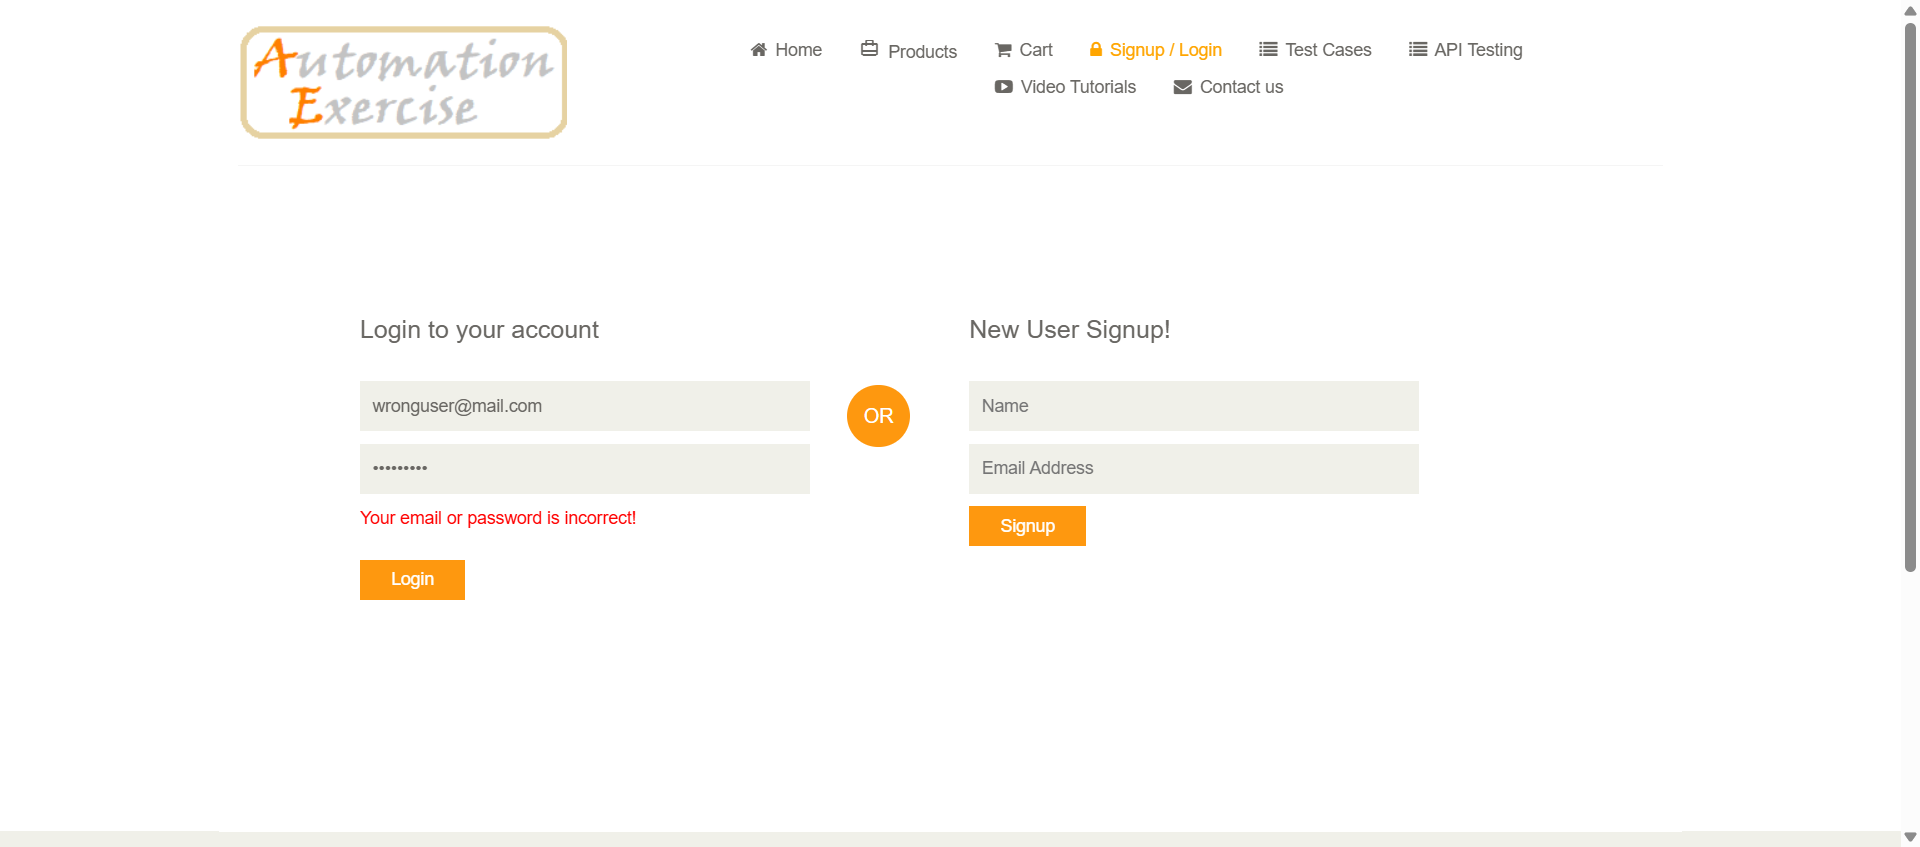 Automation
Exercise
Home
Products
Cart
Signup / Login
Test Cases
API Testing
Video Tutorials
Contact us
Login to your account
wronguser@mail.com
•••••••••
Your email or password is incorrect!
Login
OR
New User Signup!
Name
Email Address
Signup